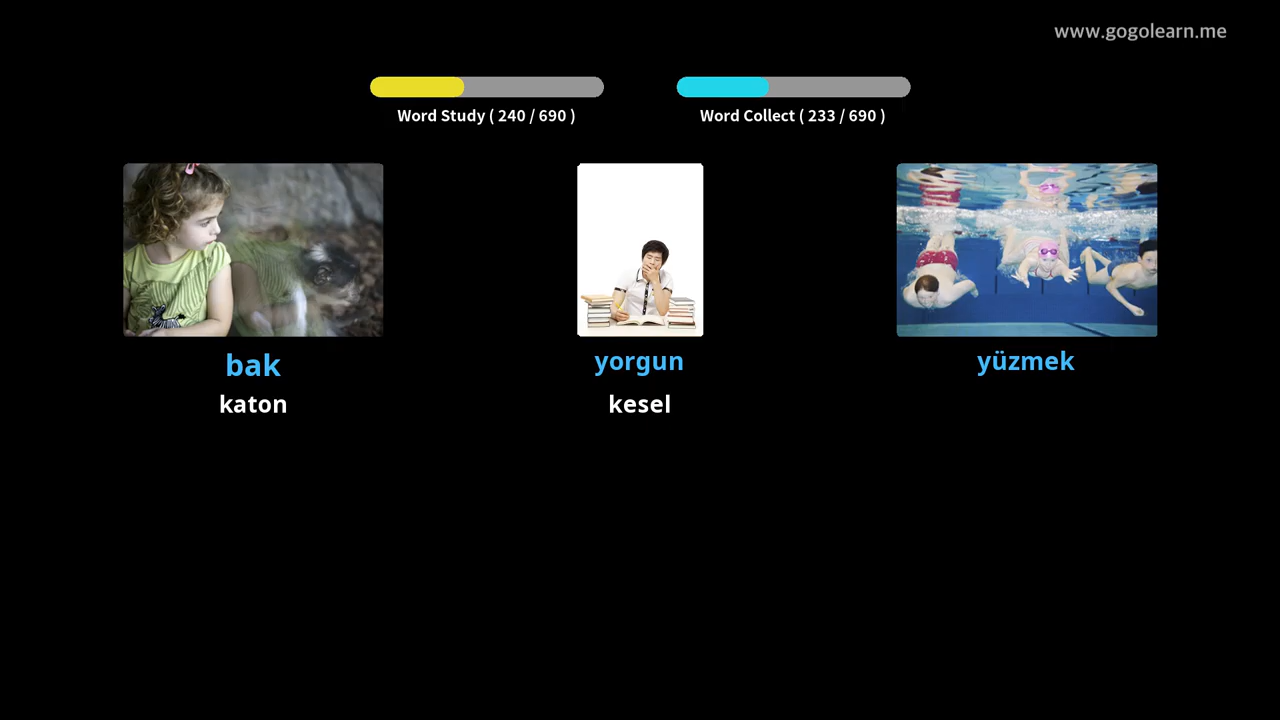 www.gogolearn.me
Word Study ( 240 / 690 )
Word Collect ( 233 / 690 )
bak
yorgun
yüzmek
katon
kesel